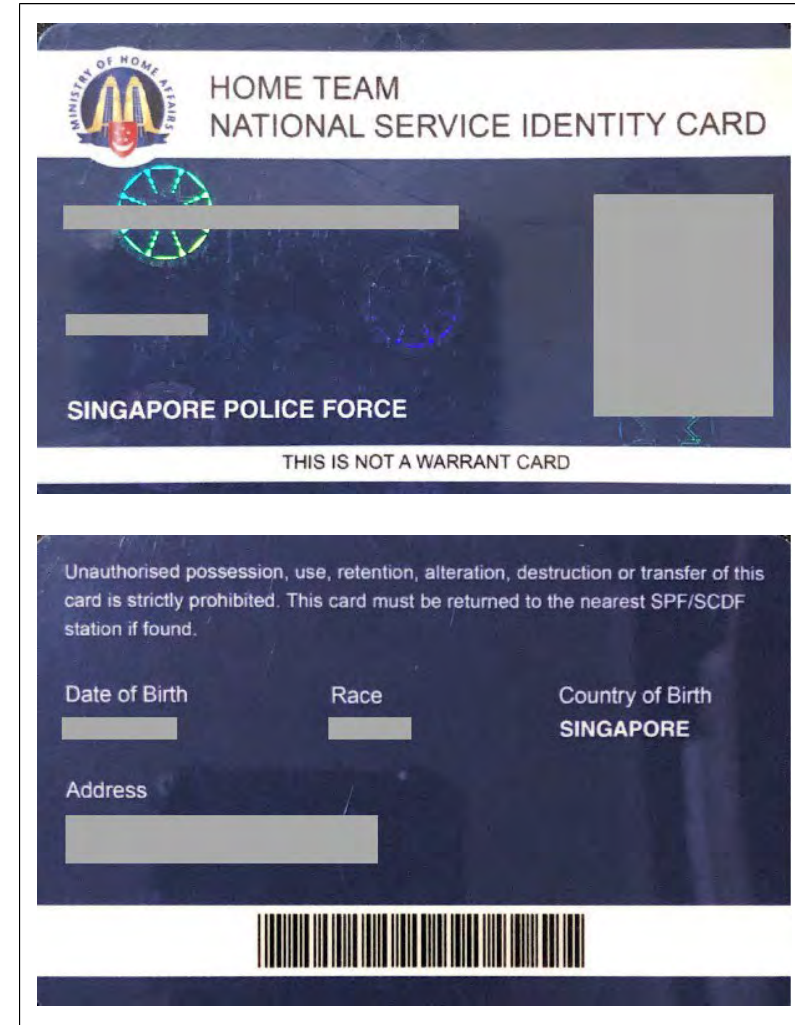 MINISTRY OF HOME AFFAIRS
HOME TEAM
NATIONAL SERVICE IDENTITY CARD
SINGAPORE POLICE FORCE
THIS IS NOT A WARRANT CARD
Unauthorised possession, use, retention, alteration, destruction or transfer of this
card is strictly prohibited. This card must be returned to the nearest SPF/SCDF
station if found.
Date of Birth Race Country of Birth
SINGAPORE
Address